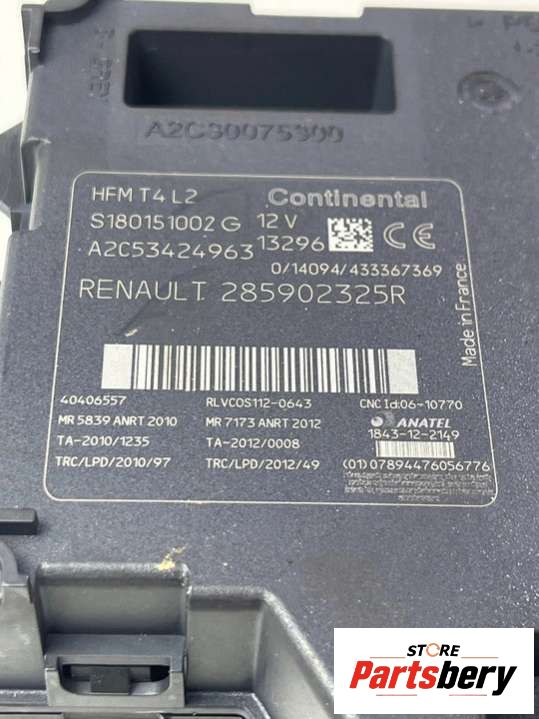 A2C30075300
HFM T4 L2 Continental
S180151002 G 12 V
A2C53424963 13296 CE
0/14094/433367369
RENAULT 285902325R
Made in France
40406557 RLVCOS112-0643 CNC Id:06-10770
MR 5839 ANRT 2010 MR 7173 ANRT 2012 ANATEL
TA-2010/1235 TA-2012/0008 1843-12-2149
TRC/LPD/2010/97 TRC/LPD/2012/49 (01)07894476056776
STORE
Partsbery